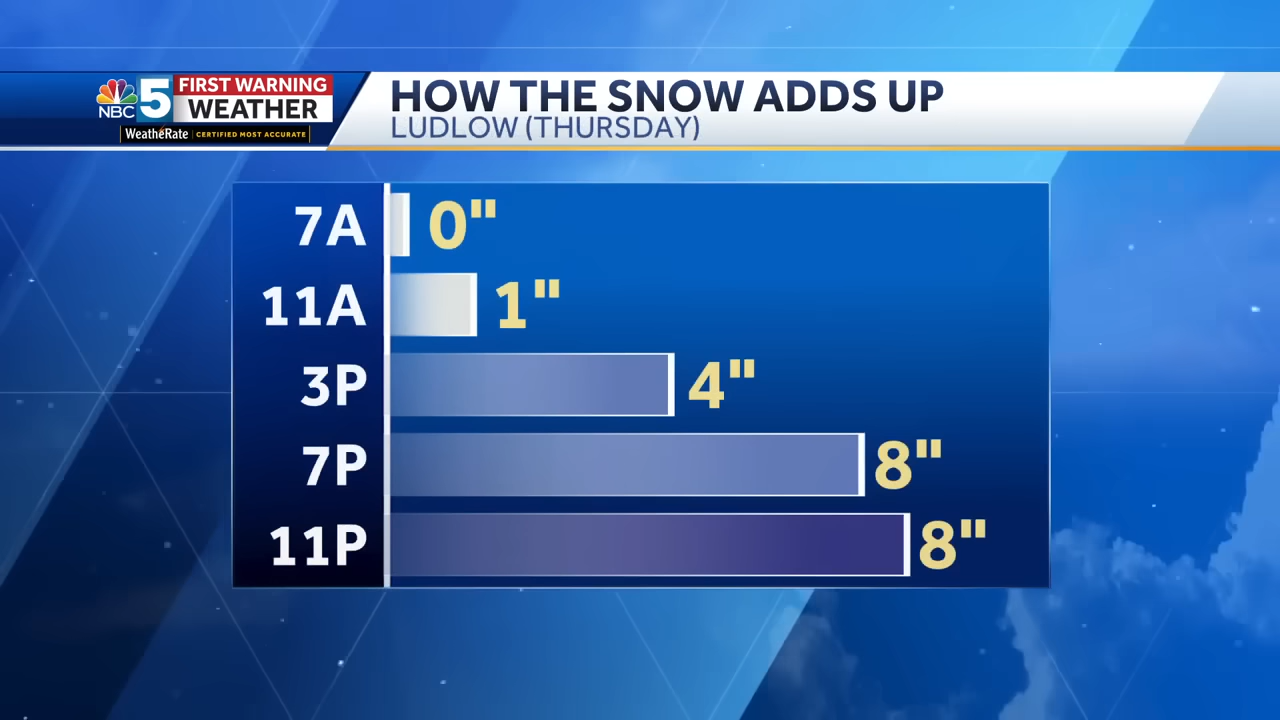 NBC 5 FIRST WARNING
WEATHER
WeatheRate CERTIFIED MOST ACCURATE
HOW THE SNOW ADDS UP
LUDLOW (THURSDAY)
7A 0"
11A 1"
3P 4"
7P 8"
11P 8"